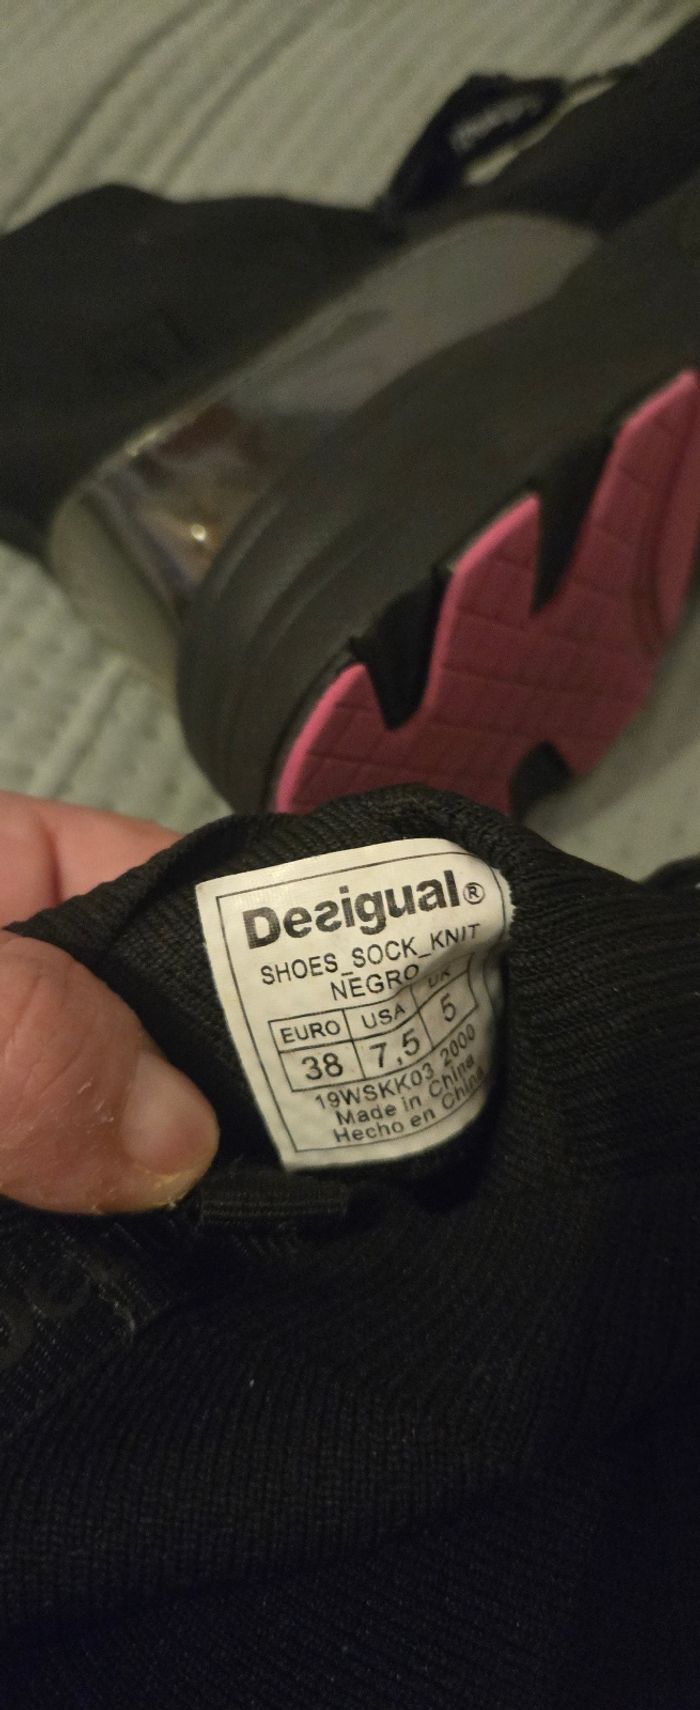 Desigual®
SHOES_SOCK_KNIT
NEGRO
EURO USA UK
38 7,5 5
19WSKK03 2000
Made in China
Hecho en China